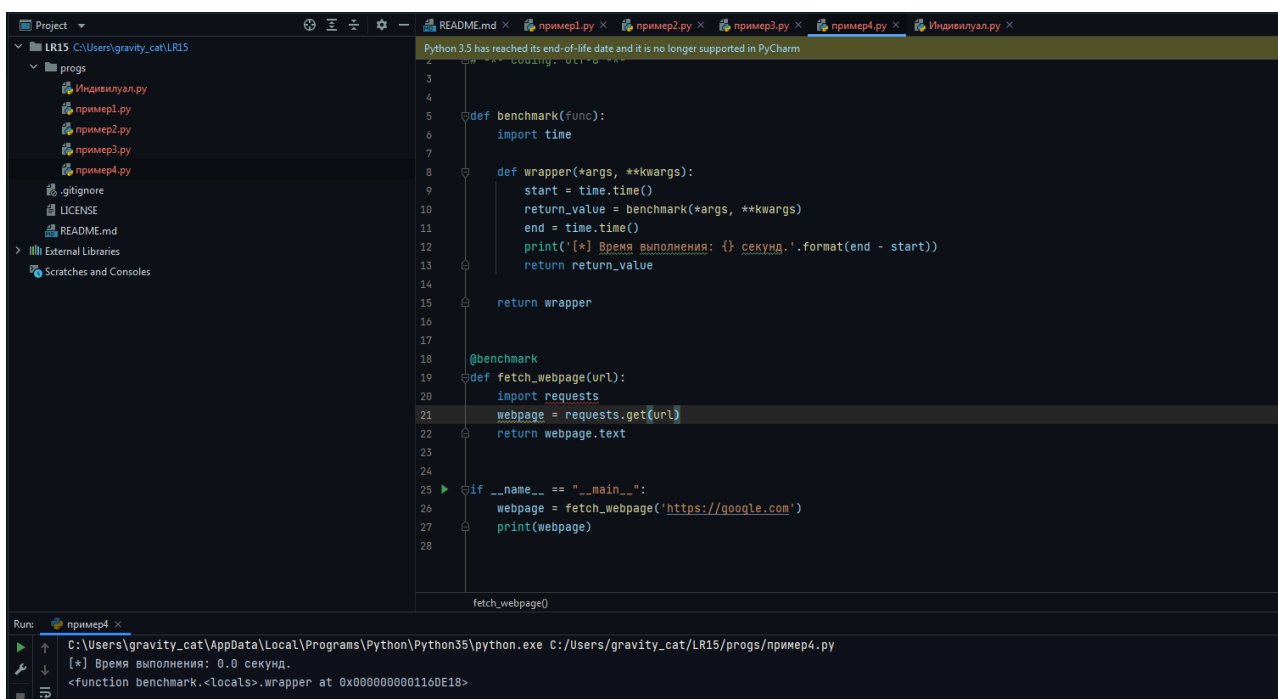 Project
README.md
пример1.py
пример2.py
пример3.py
пример4.py
Индивилуал.py
LR15 C:\Users\gravity_cat\LR15
progs
Индивилуал.py
пример1.py
пример2.py
пример3.py
пример4.py
.gitignore
LICENSE
README.md
External Libraries
Scratches and Consoles
Python 3.5 has reached its end-of-life date and it is no longer supported in PyCharm
2 # -*- coding: utf-8 -*-
3
4
5 def benchmark(func):
6 import time
7
8 def wrapper(*args, **kwargs):
9 start = time.time()
10 return_value = benchmark(*args, **kwargs)
11 end = time.time()
12 print('[*] Время выполнения: {} секунд.'.format(end - start))
13 return return_value
14
15 return wrapper
16
17
18 @benchmark
19 def fetch_webpage(url):
20 import requests
21 webpage = requests.get(url)
22 return webpage.text
23
24
25 if __name__ == "__main__":
26 webpage = fetch_webpage('https://google.com')
27 print(webpage)
28
fetch_webpage()
Run: пример4
C:\Users\gravity_cat\AppData\Local\Programs\Python\Python35\python.exe C:/Users/gravity_cat/LR15/progs/пример4.py
[*] Время выполнения: 0.0 секунд.
<function benchmark.<locals>.wrapper at 0x000000000116DE18>